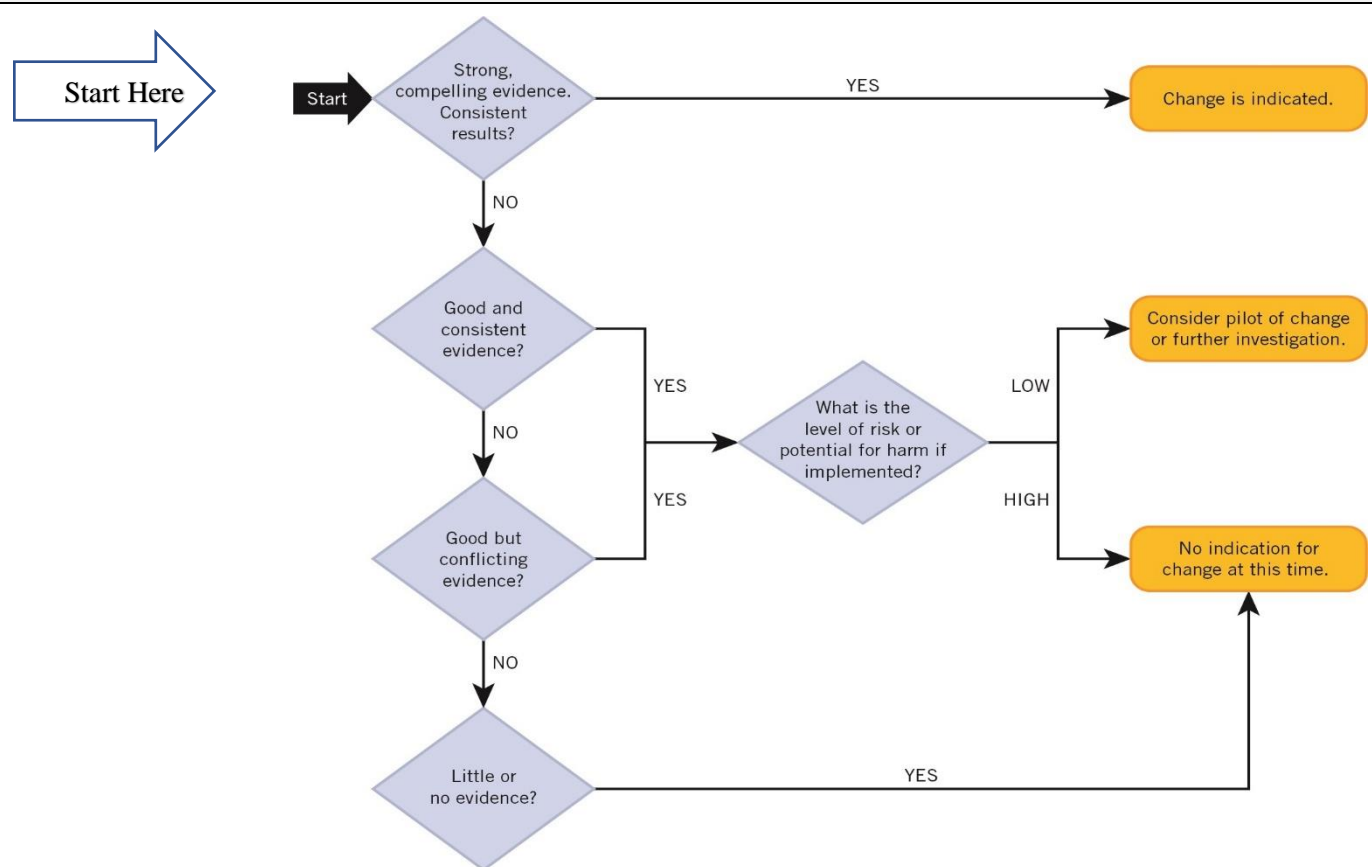 Start Here
Start
Strong,
compelling evidence.
Consistent
results?
YES
Change is indicated.
NO
Good and
consistent
evidence?
YES
NO
Good but
conflicting
evidence?
YES
What is the
level of risk or
potential for harm if
implemented?
LOW
Consider pilot of change
or further investigation.
HIGH
No indication for
change at this time.
NO
Little or
no evidence?
YES